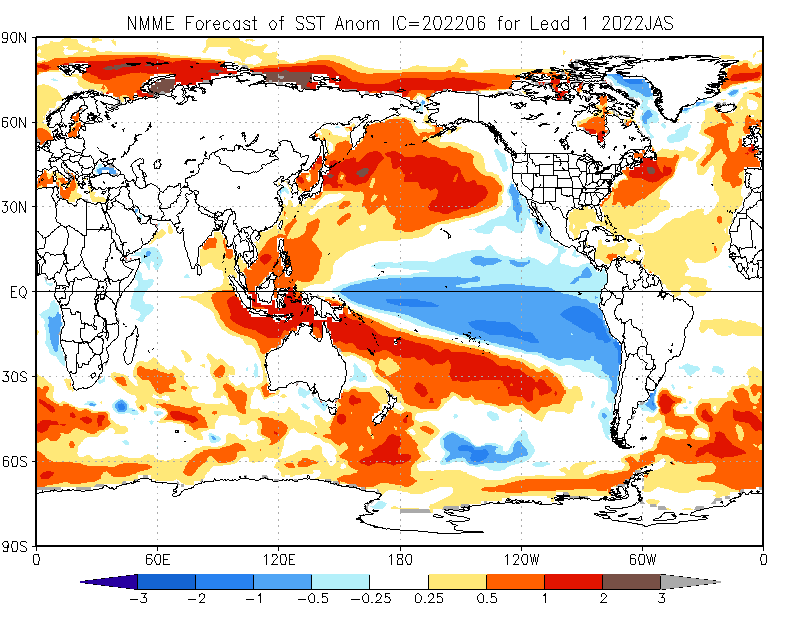 NMME Forecast of SST Anom IC=202206 for Lead 1 2022JAS
90N
60N
30N
EQ
30S
60S
90S
0 60E 120E 180 120W 60W 0
-3 -2 -1 -0.5 -0.25 0.25 0.5 1 2 3